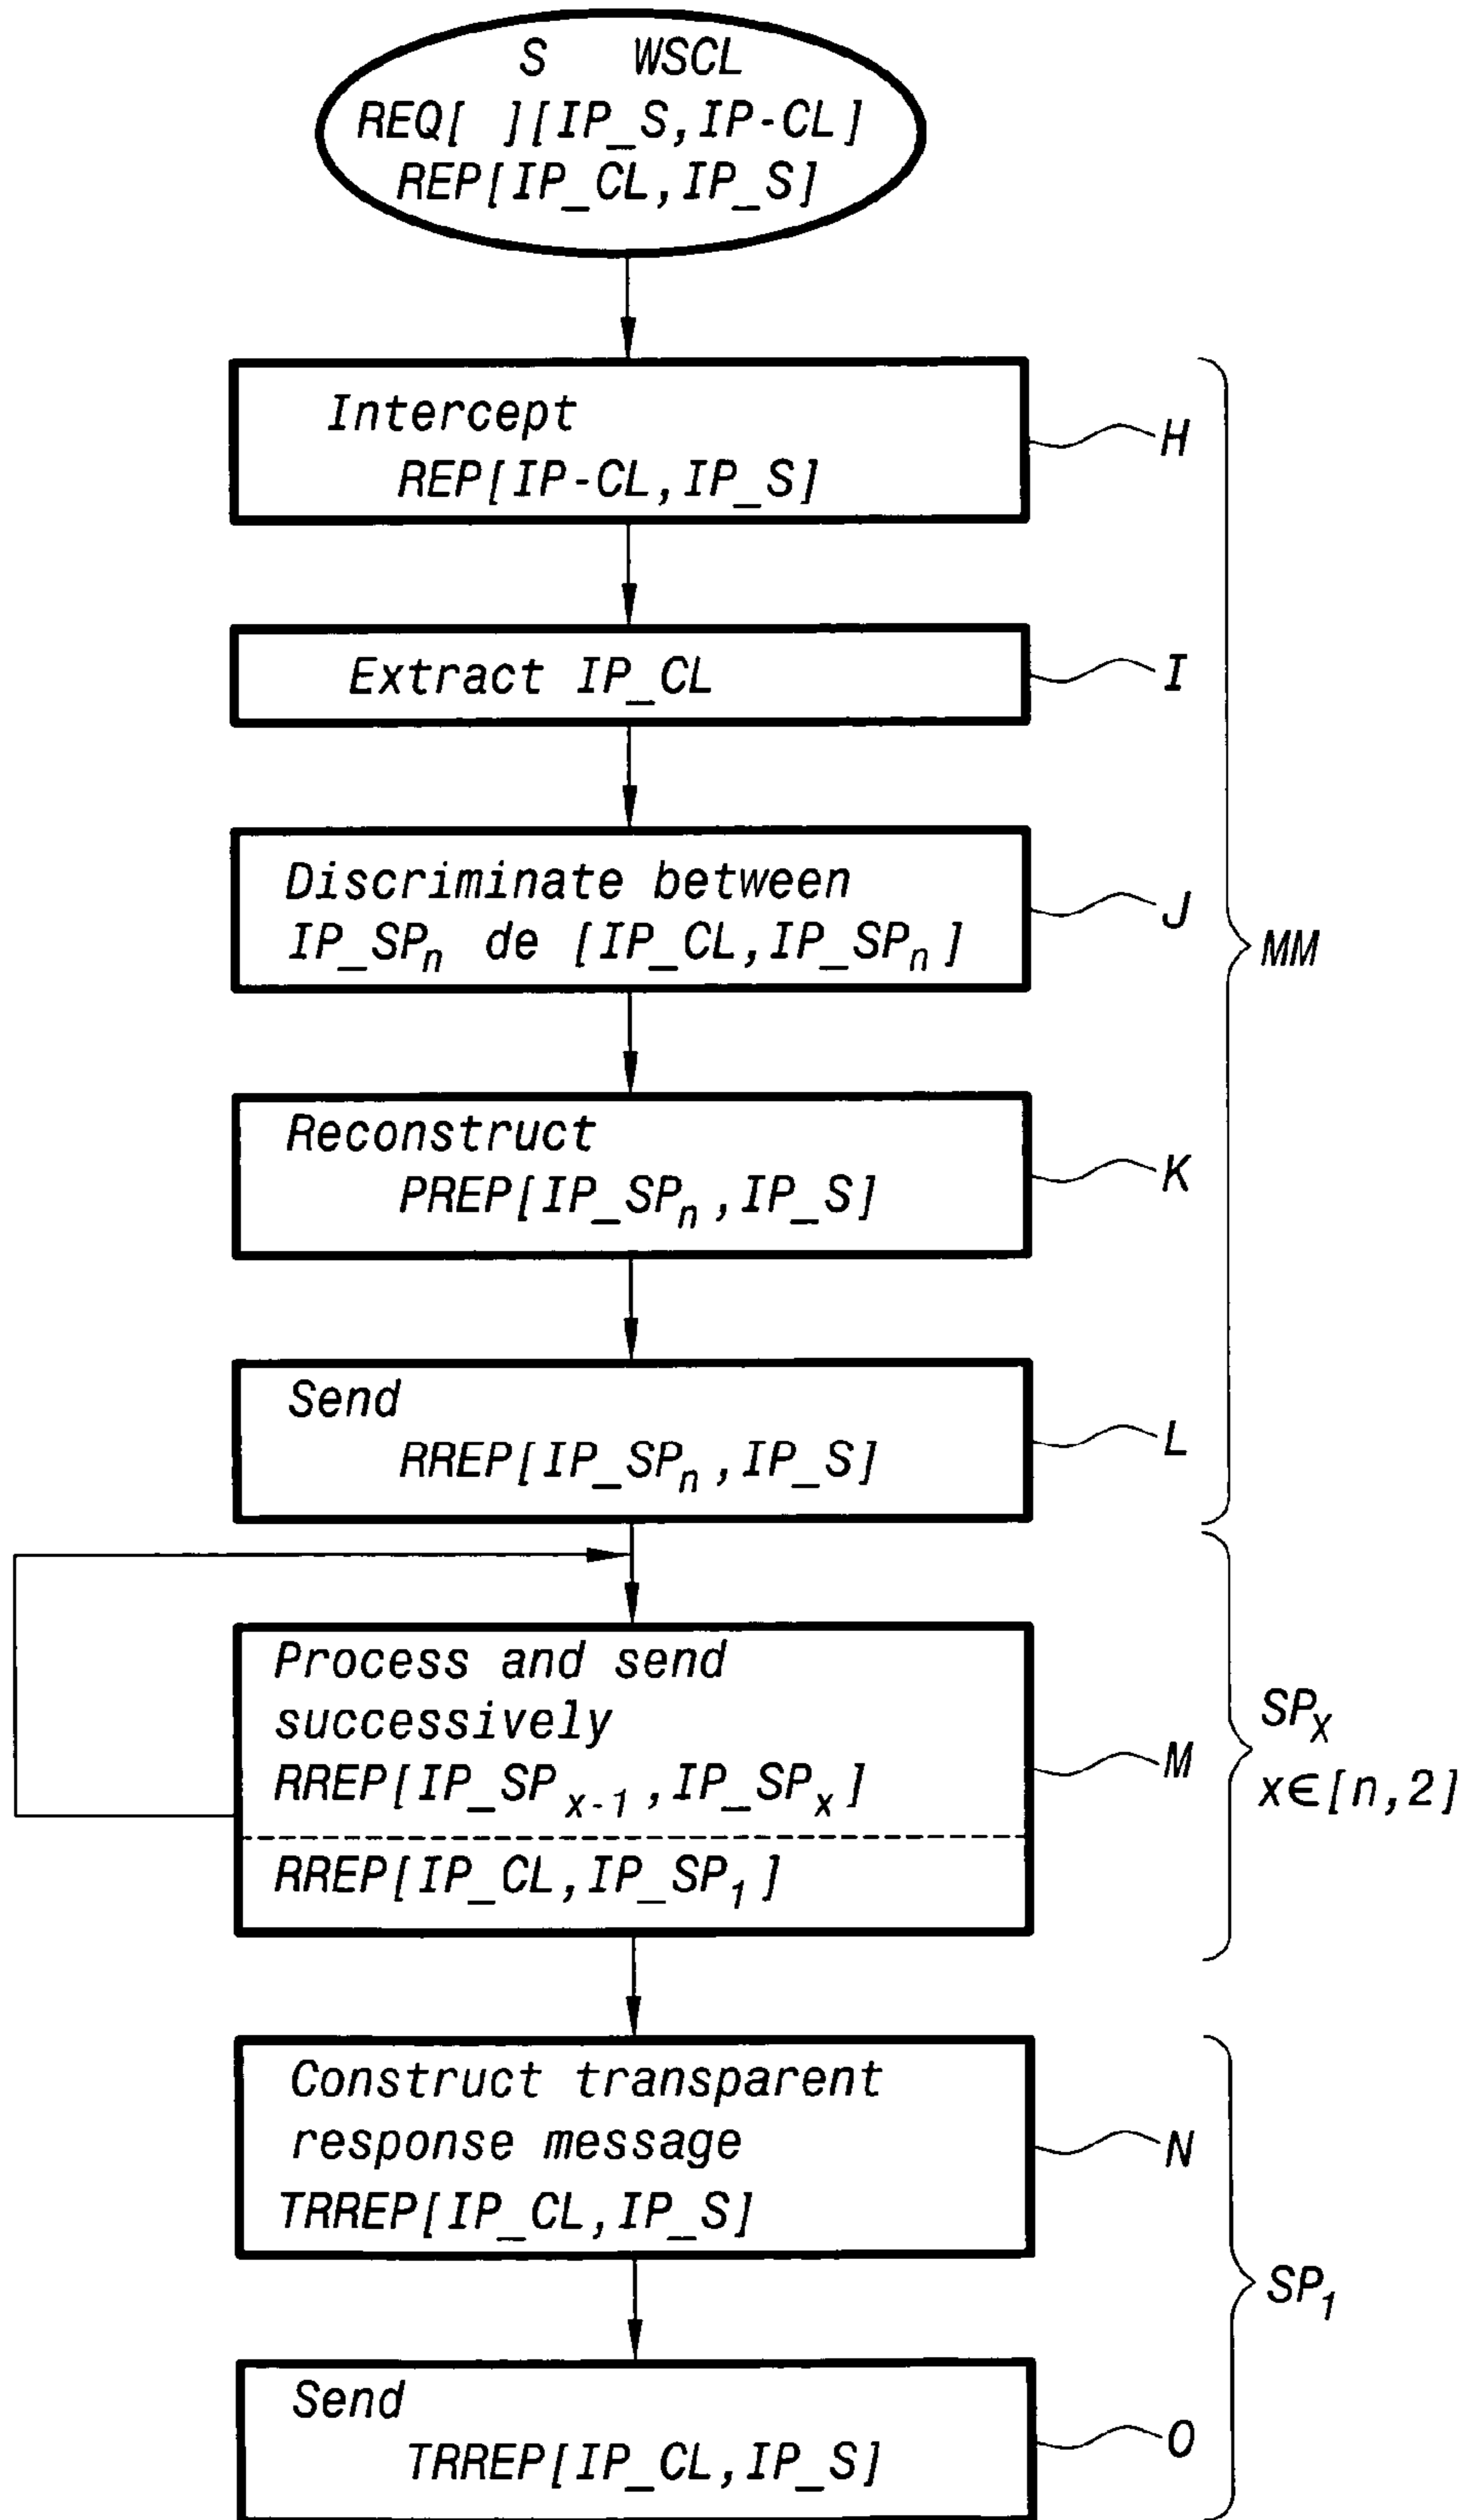 S WSCL
REQ[ ][IP_S,IP-CL]
REP[IP_CL,IP_S]
Intercept
REP[IP-CL,IP_S]
H
Extract IP_CL
I
Discriminate between
IP_SPn de [IP_CL,IP_SPn]
J
MM
Reconstruct
PREP[IP_SPn,IP_S]
K
Send
RREP[IP_SPn,IP_S]
L
Process and send
successively
RREP[IP_SPx-1,IP_SPx]
RREP[IP_CL,IP_SP1]
M
SPX
x∈[n,2]
Construct transparent
response message
TRREP[IP_CL,IP_S]
N
SP1
Send
TRREP[IP_CL,IP_S]
O